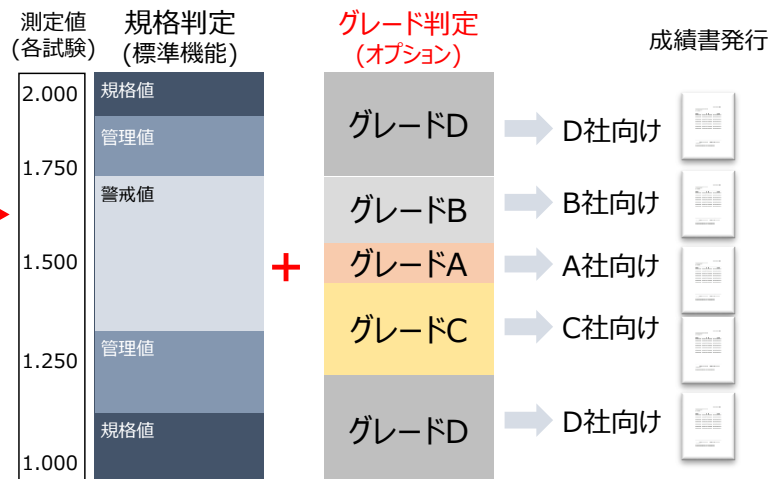 測定値
(各試験)
規格判定
(標準機能)
グレード判定
(オプション)
成績書発行
2.000
1.750
1.500
1.250
1.000
規格値
管理値
警戒値
管理値
規格値
+
グレードD
グレードB
グレードA
グレードC
グレードD
D社向け
B社向け
A社向け
C社向け
D社向け